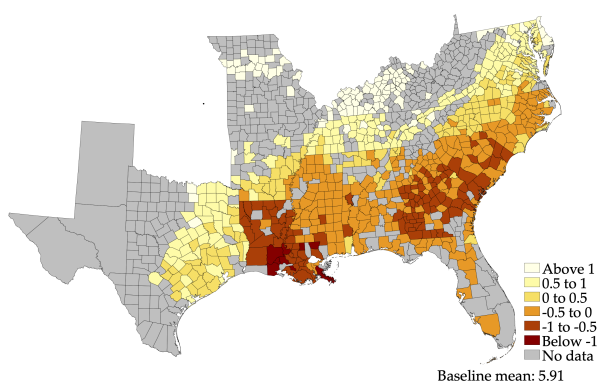 Above 1
0.5 to 1
0 to 0.5
-0.5 to 0
-1 to -0.5
Below -1
No data
Baseline mean: 5.91